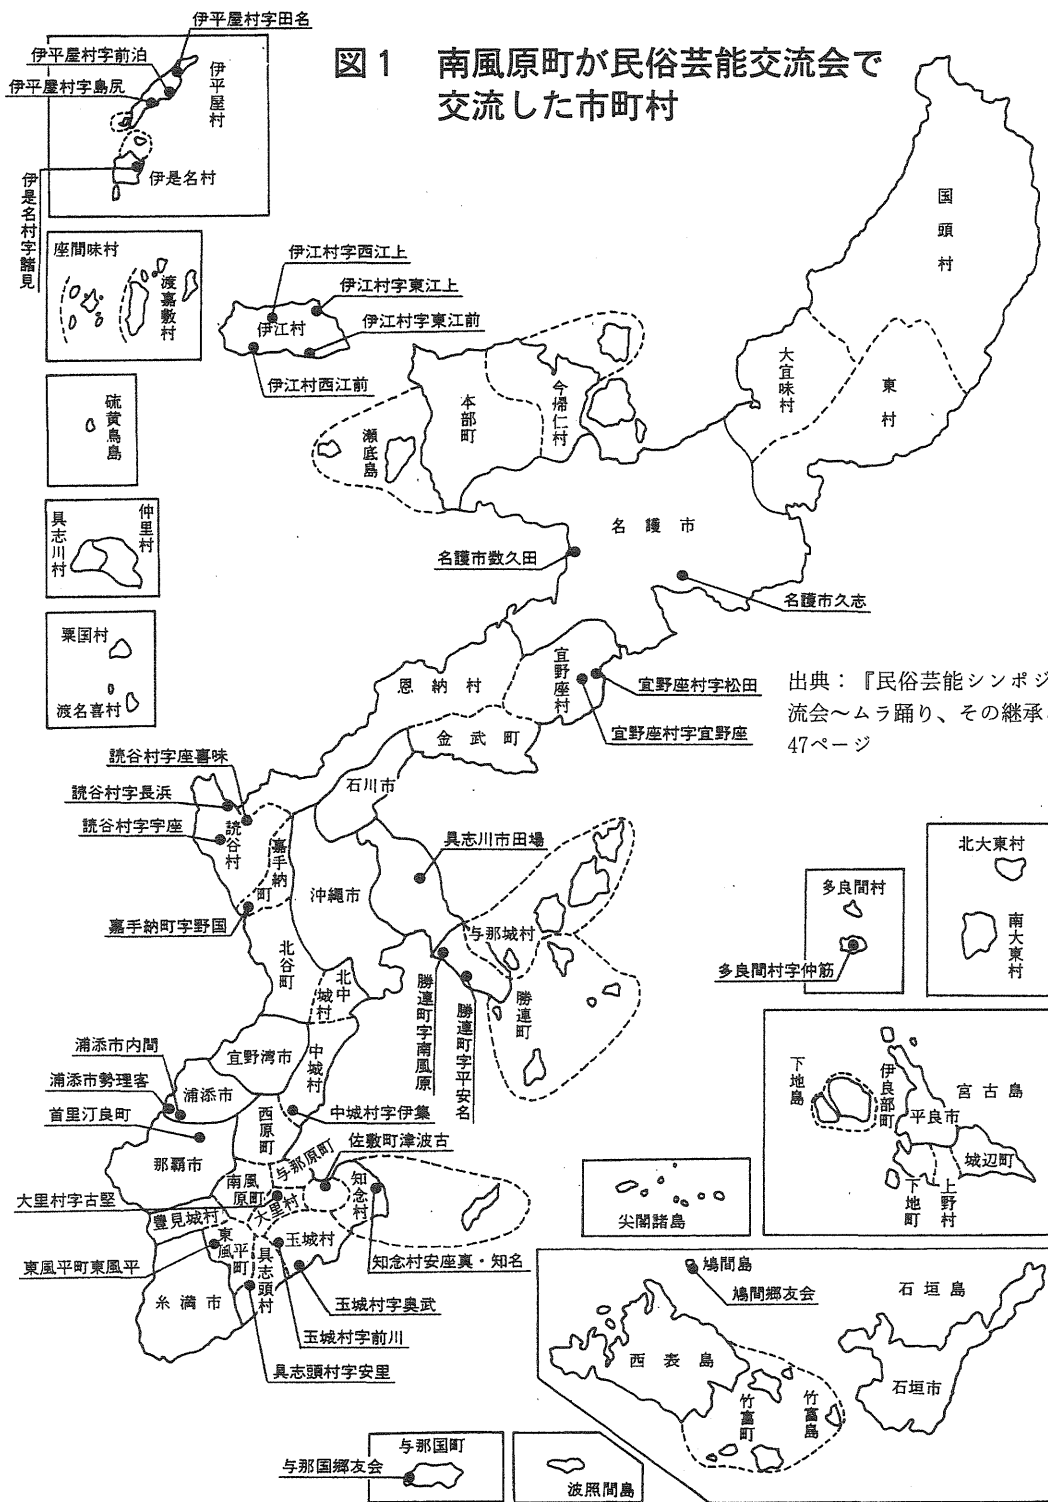 図1 南風原町が民俗芸能交流会で
交流した市町村
伊平屋村字田名
伊平屋村字前泊
伊平屋村字島尻
伊平屋村
伊是名村
伊是名村字諸見
座間味村
渡嘉敷村
硫黄鳥島
仲里村
具志川村
粟国村
渡名喜村
伊江村字西江上
伊江村字東江上
伊江村字東江前
伊江村
伊江村西江前
国頭村
大宜味村
東村
今帰仁村
本部町
瀬底島
名護市
名護市数久田
名護市久志
恩納村
宜野座村
宜野座村字松田
宜野座村字宜野座
金武町
出典：『民俗芸能シンポジ
流会～ムラ踊り、その継承
47ページ
石川市
読谷村字座喜味
読谷村字長浜
読谷村字宇座
読谷村
嘉手納町
嘉手納町字野国
沖縄市
具志川市田場
与那城村
勝連町
勝連町字南風原
勝連町字平安名
北谷町
北中城村
中城村
宜野湾市
浦添市内間
浦添市勢理客
浦添市
首里汀良町
中城村字伊集
西原町
那覇市
与那原町
佐敷町津波古
南風原町
大里村
大里村字古堅
知念村
知念村安座真・知名
豊見城村
東風平町
東風平町東風平
具志頭村
玉城村
玉城村字奥武
玉城村字前川
糸満市
具志頭村字安里
北大東村
南大東村
多良間村
多良間村字仲筋
下地島
伊良部町
宮古島
平良市
城辺町
下地町
上野村
尖閣諸島
鳩間島
鳩間郷友会
石垣島
西表島
石垣市
竹富町
竹富島
与那国町
与那国郷友会
波照間島